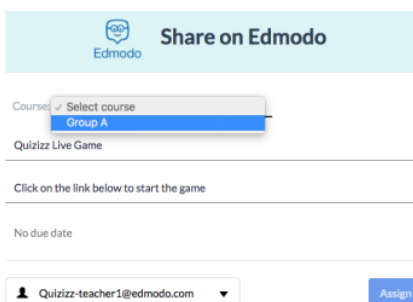 Edmodo
Share on Edmodo
Course: ✓ Select course
Group A
Quizizz Live Game
Click on the link below to start the game
No due date
Quizizz-teacher1@edmodo.com
Assign